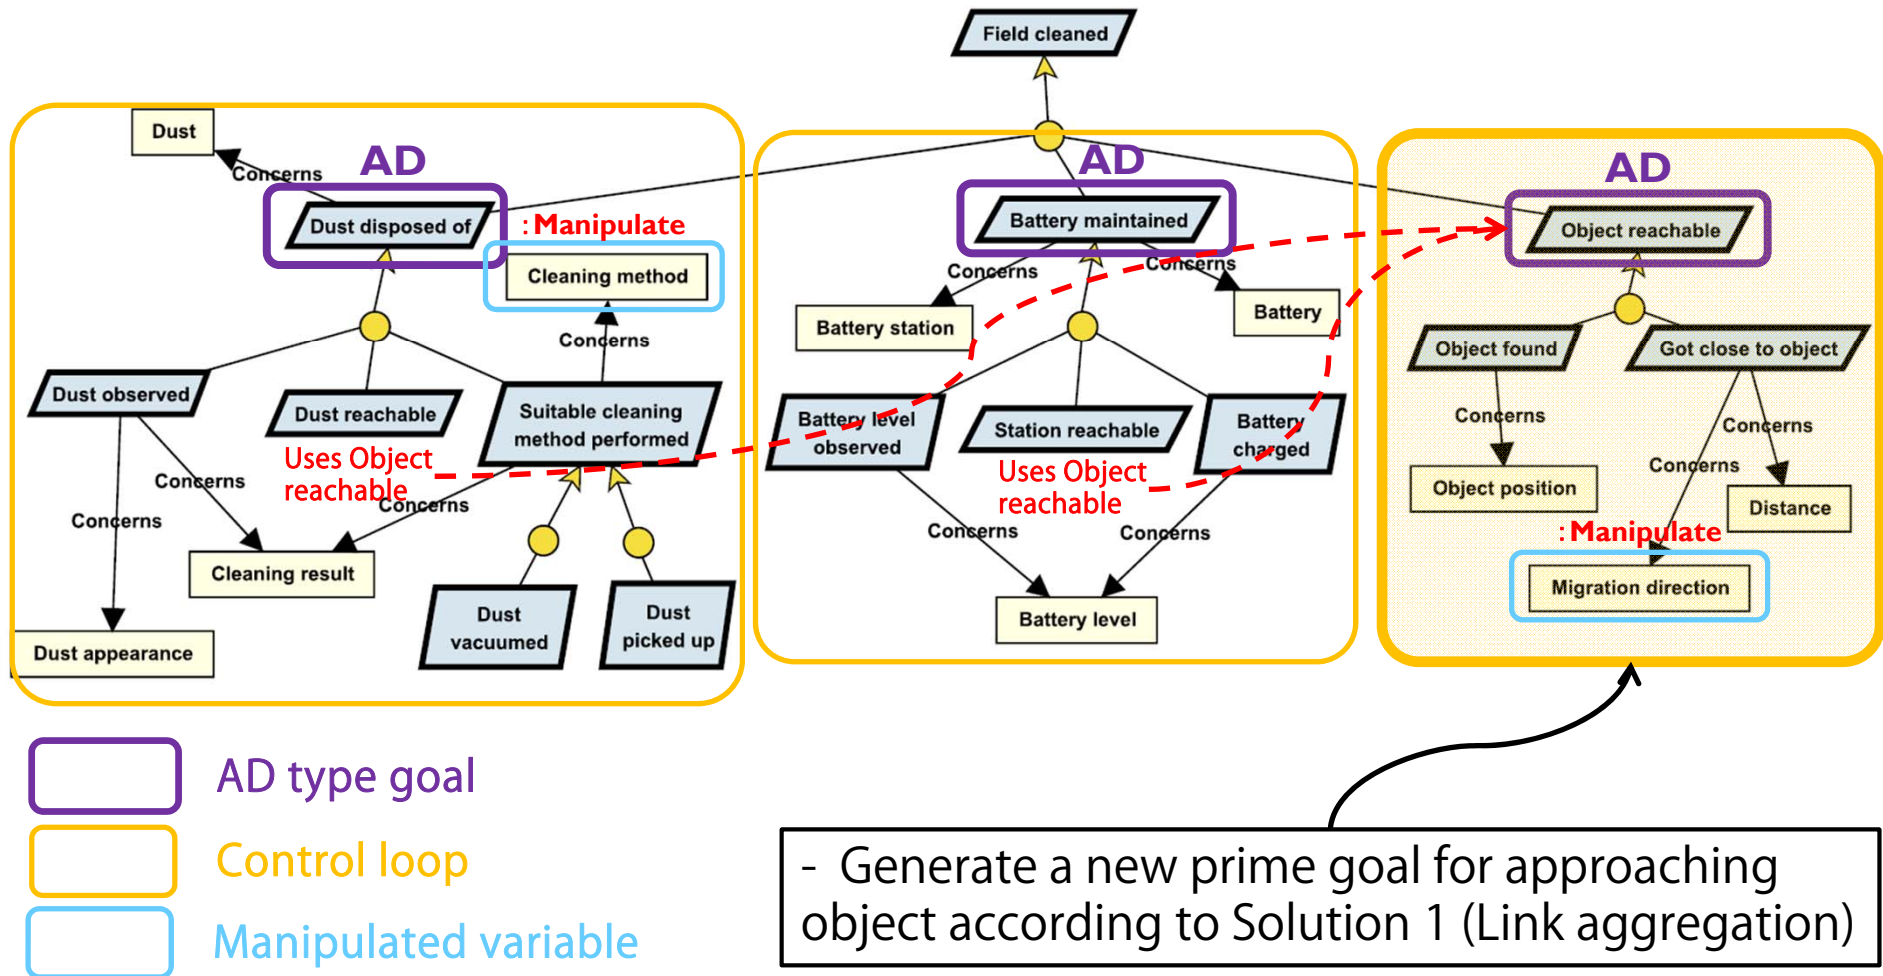 Field cleaned
Dust
Concerns
AD
Dust disposed of
: Manipulate
Cleaning method
Concerns
Dust observed
Dust reachable
Suitable cleaning
method performed
Uses Object
reachable
Concerns
Concerns
Concerns
Cleaning result
Dust appearance
Dust
vacuumed
Dust
picked up
AD
Battery maintained
Concerns
Concerns
Battery station
Battery
Battery level
observed
Station reachable
Battery
charged
Uses Object
reachable
Concerns
Concerns
Battery level
AD
Object reachable
Object found
Got close to object
Concerns
Concerns
Concerns
Object position
Distance
: Manipulate
Migration direction
AD type goal
Control loop
Manipulated variable
- Generate a new prime goal for approaching
object according to Solution 1 (Link aggregation)